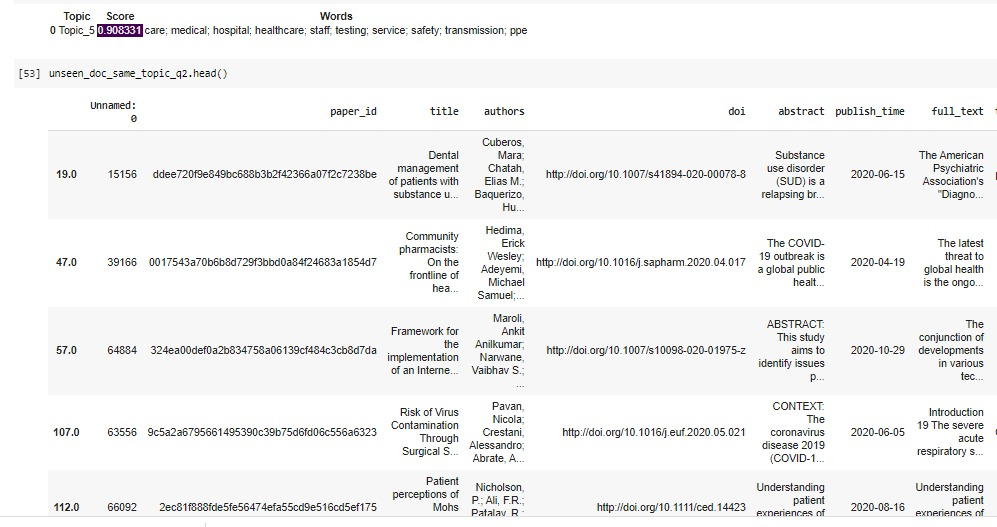 Topic Score Words
0 Topic_5 0.908331 care; medical; hospital; healthcare; staff; testing; service; safety; transmission; ppe
[53] unseen_doc_same_topic_q2.head()
Unnamed: 0 paper_id title authors doi abstract publish_time full_text
19.0 15156 ddee720f9e849bc688b3b2f42366a07f2c7238be
Dental
management
of patients with
substance u...
Cuberos,
Mara;
Chatah,
Elias M.;
Baquerizo,
Hu...
http://doi.org/10.1007/s41894-020-00078-8
Substance
use disorder
(SUD) is a
relapsing br...
2020-06-15
The American
Psychiatric
Association's
"Diagno...
47.0 39166 0017543a70b6b8d729f3bbd0a84f24683a1854d7
Community
pharmacists:
On the
frontline of
hea...
Hedima,
Erick
Wesley;
Adeyemi,
Michael
Samuel;...
http://doi.org/10.1016/j.sapharm.2020.04.017
The COVID-
19 outbreak is
a global public
healt...
2020-04-19
The latest
threat to
global health
is the ongo...
57.0 64884 324ea00def0a2b834758a06139cf484c3cb8d7da
Framework for
the
implementation
of an Interne...
Maroli,
Ankit
Anilkumar;
Narwane,
Vaibhav S.;
...
http://doi.org/10.1007/s10098-020-01975-z
ABSTRACT:
This study
aims to
identify issues
p...
2020-10-29
The
conjunction of
developments
in various
tec...
107.0 63556 9c5a2a6795661495390c39b75d6fd06c556a6323
Risk of Virus
Contamination
Through
Surgical S...
Pavan,
Nicola;
Crestani,
Alessandro;
Abrate, A...
http://doi.org/10.1016/j.euf.2020.05.021
CONTEXT:
The
coronavirus
disease 2019
(COVID-1...
2020-06-05
Introduction
19 The severe
acute
respiratory s...
112.0 66092 2ec81f888fde5fe56474efa55cd9e516cd5ef175
Patient
perceptions of
Mohs
Nicholson,
P.; Ali, F.R.;
Patalay, R.;
http://doi.org/10.1111/ced.14423
Understanding
patient
experiences of
2020-08-16
Understanding
patient
experiences of